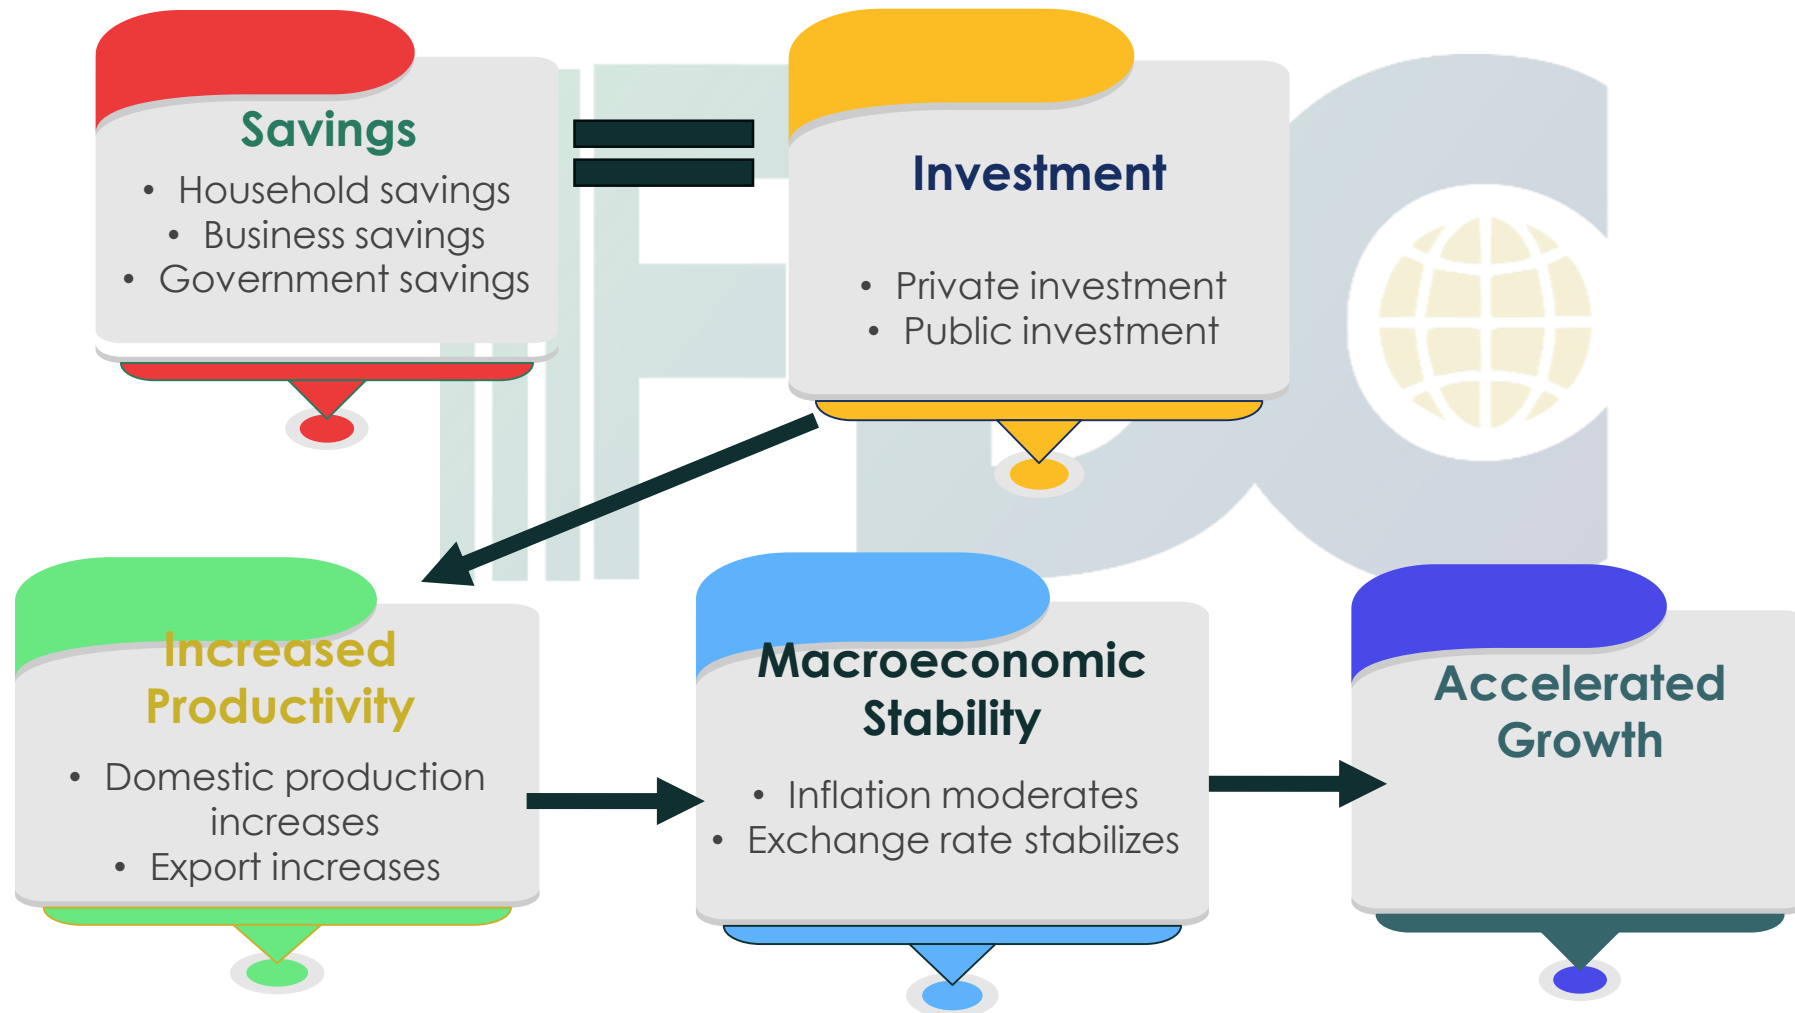 Savings
• Household savings
• Business savings
• Government savings
Investment
• Private investment
• Public investment
Increased
Productivity
• Domestic production
increases
• Export increases
Macroeconomic
Stability
• Inflation moderates
• Exchange rate stabilizes
Accelerated
Growth